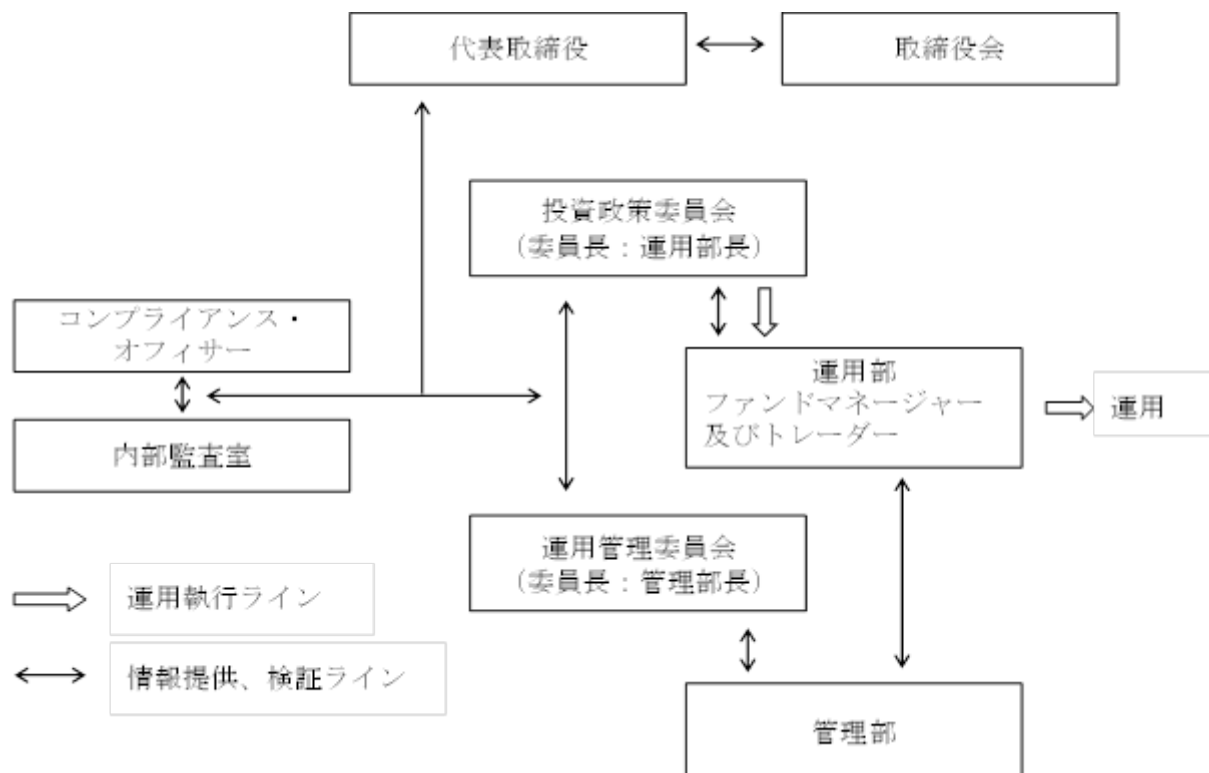 代表取締役
取締役会
投資政策委員会
（委員長：運用部長）
コンプライアンス・
オフィサー
運用部
ファンドマネージャー
及びトレーダー
運用
内部監査室
運用管理委員会
（委員長：管理部長）
運用執行ライン
情報提供、検証ライン
管理部